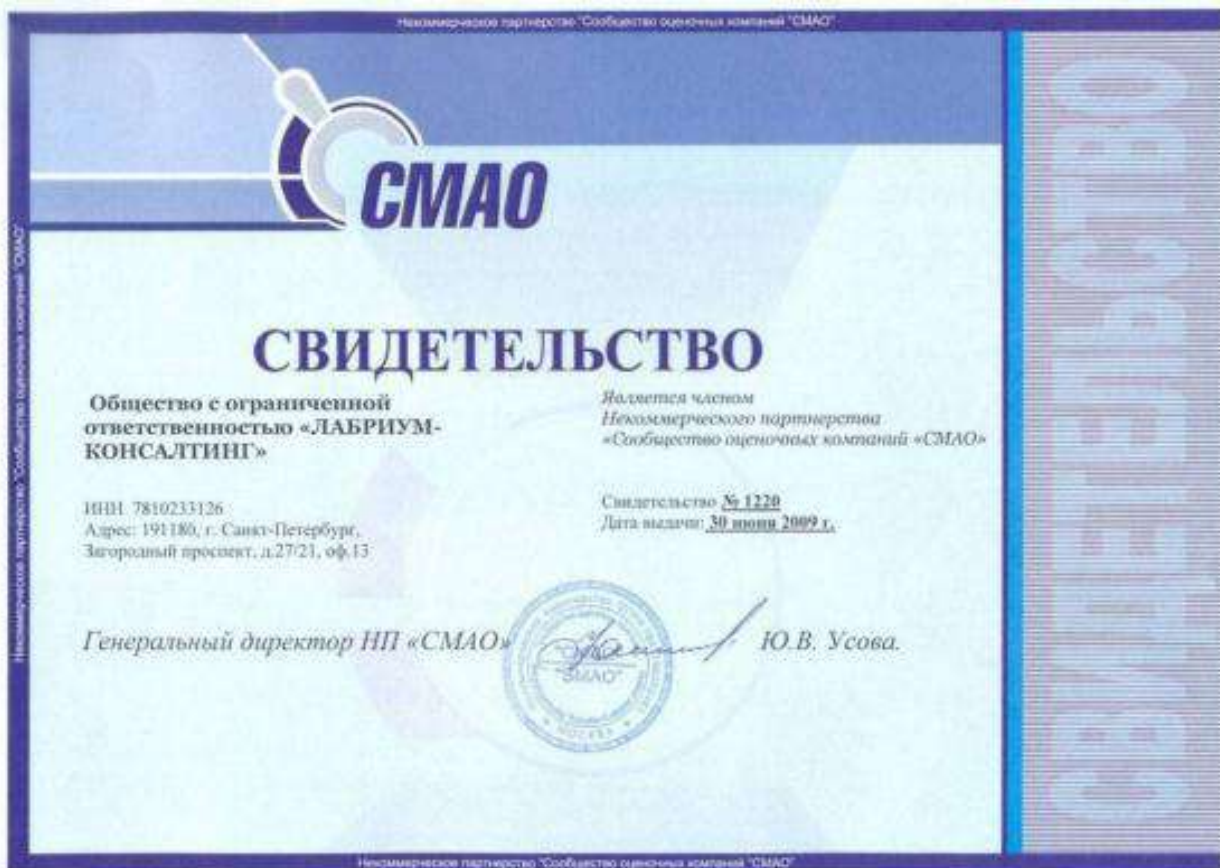 Некоммерческое партнерство "Сообщество оценочных компаний "СМАО"
СМАО
СВИДЕТЕЛЬСТВО
Общество с ограниченной
ответственностью «ЛАБРИУМ-
КОНСАЛТИНГ»
ИНН 7810233126
Адрес: 191180, г. Санкт-Петербург,
Загородный проспект, д.27/21, оф.13
Является членом
Некоммерческого партнерства
«Сообщество оценочных компаний «СМАО»
Свидетельство № 1220
Дата выдачи: 30 июня 2009 г.
Генеральный директор НП «СМАО»
Ю.В. Усова.
"СМАО"
МОСКВА
СВИДЕТЕЛЬСТВО
Некоммерческое партнерство "Сообщество оценочных компаний "СМАО"
Некоммерческое партнерство "Сообщество оценочных компаний "СМАО"